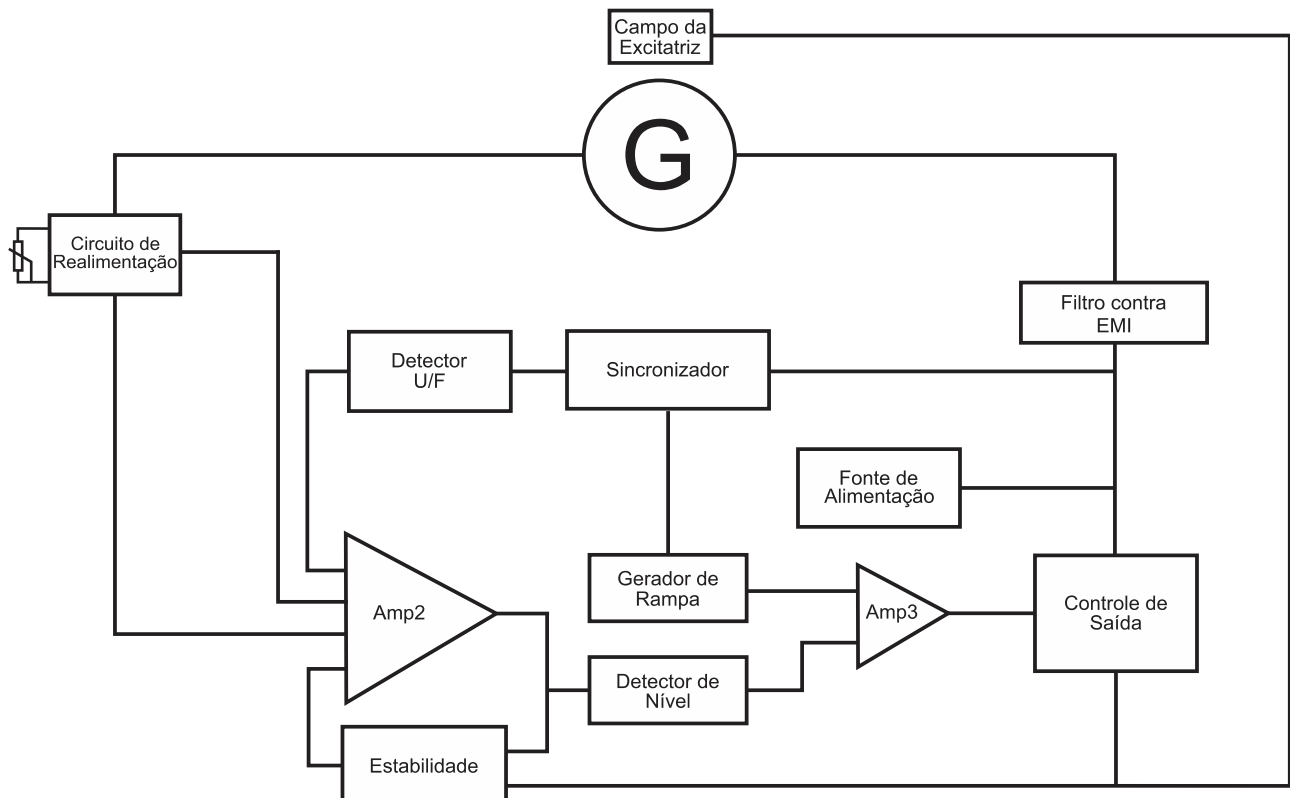 Campo da
Excitatriz
G
Circuito de
Realimentação
Filtro contra
EMI
Detector
U/F
Sincronizador
Fonte de
Alimentação
Gerador de
Rampa
Amp2
Amp3
Controle de
Saída
Detector de
Nível
Estabilidade